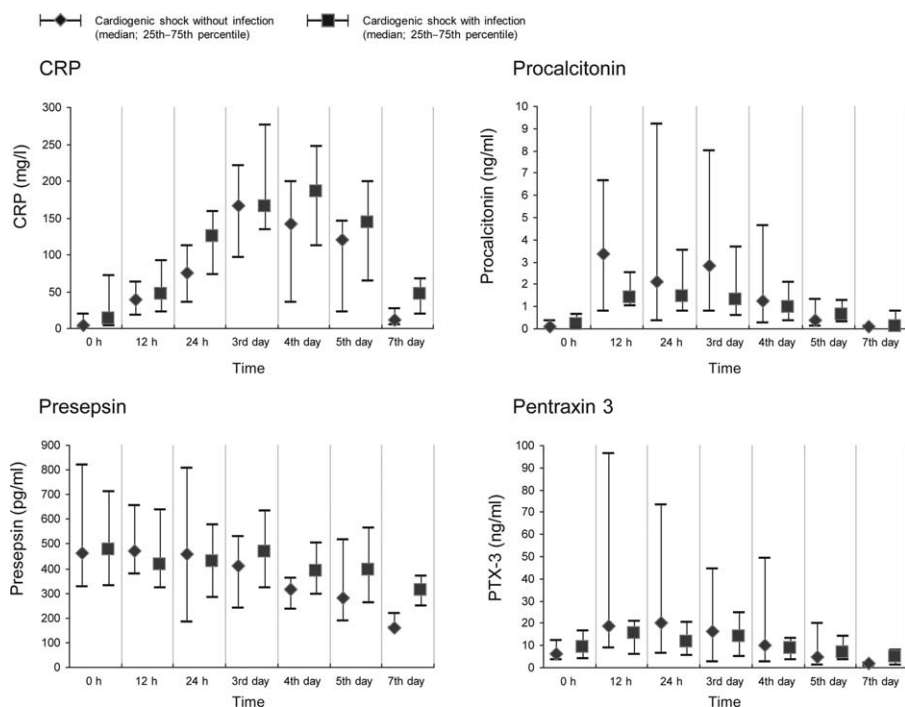 Cardiogenic shock without infection
(median; 25th–75th percentile)
Cardiogenic shock with infection
(median; 25th–75th percentile)
CRP
CRP (mg/l)
300
250
200
150
100
50
0
0 h 12 h 24 h 3rd day 4th day 5th day 7th day
Time
Procalcitonin
Procalcitonin (ng/ml)
10
9
8
7
6
5
4
3
2
1
0
0 h 12 h 24 h 3rd day 4th day 5th day 7th day
Time
Presepsin
Presepsin (pg/ml)
900
800
700
600
500
400
300
200
100
0
0 h 12 h 24 h 3rd day 4th day 5th day 7th day
Time
Pentraxin 3
PTX-3 (ng/ml)
100
90
80
70
60
50
40
30
20
10
0
0 h 12 h 24 h 3rd day 4th day 5th day 7th day
Time